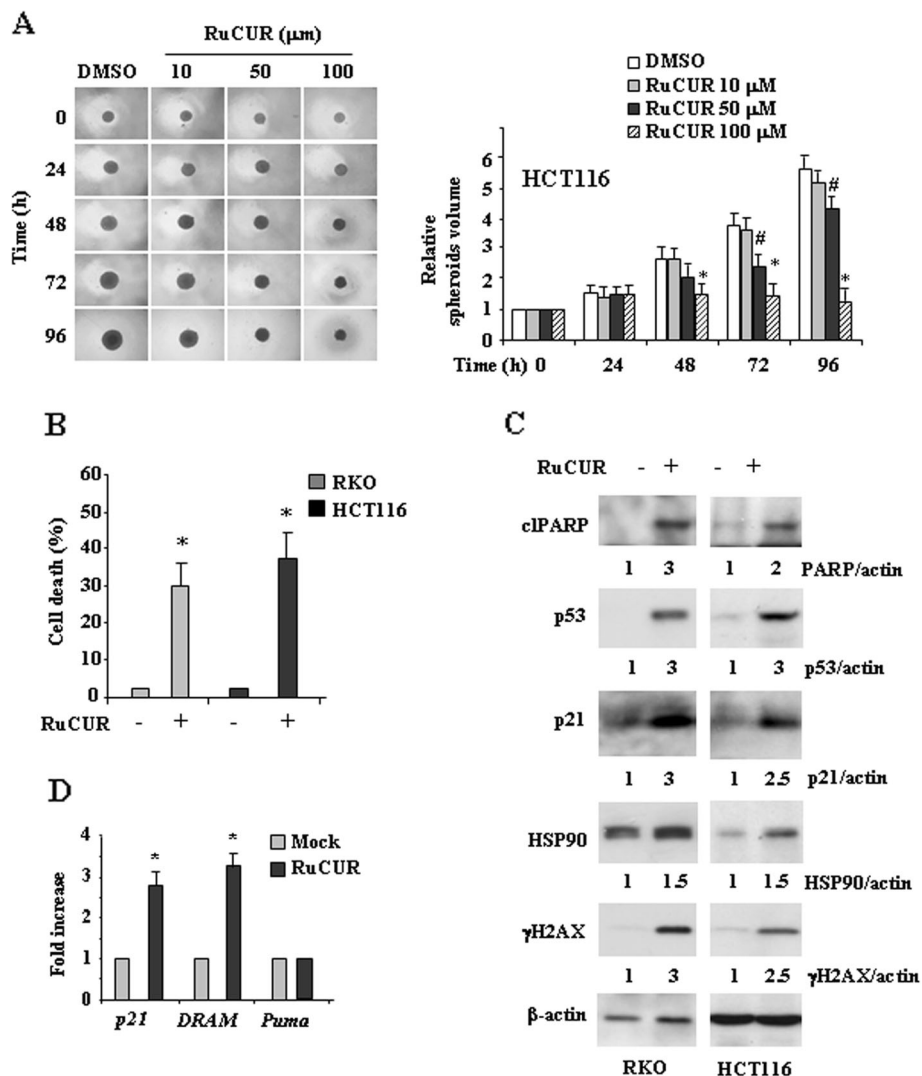 A
RuCUR (μm)
DMSO 10 50 100
0
24
48
72
96
Time (h)
DMSO
RuCUR 10 μM
RuCUR 50 μM
RuCUR 100 μM
HCT116
Relative
spheroids volume
6
5
4
3
2
1
0
* # * # *
Time (h) 0 24 48 72 96
B
RKO
HCT116
Cell death (%)
60
50
40
30
20
10
0
* *
RuCUR - + - +
C
RuCUR - + - +
clPARP
1 3 1 2 PARP/actin
p53
1 3 1 3 p53/actin
p21
1 3 1 2.5 p21/actin
HSP90
1 1.5 1 1.5 HSP90/actin
γH2AX
1 3 1 2.5 γH2AX/actin
β-actin
RKO HCT116
D
Mock
RuCUR
Fold increase
4
3
2
1
0
* *
p21 DRAM Puma